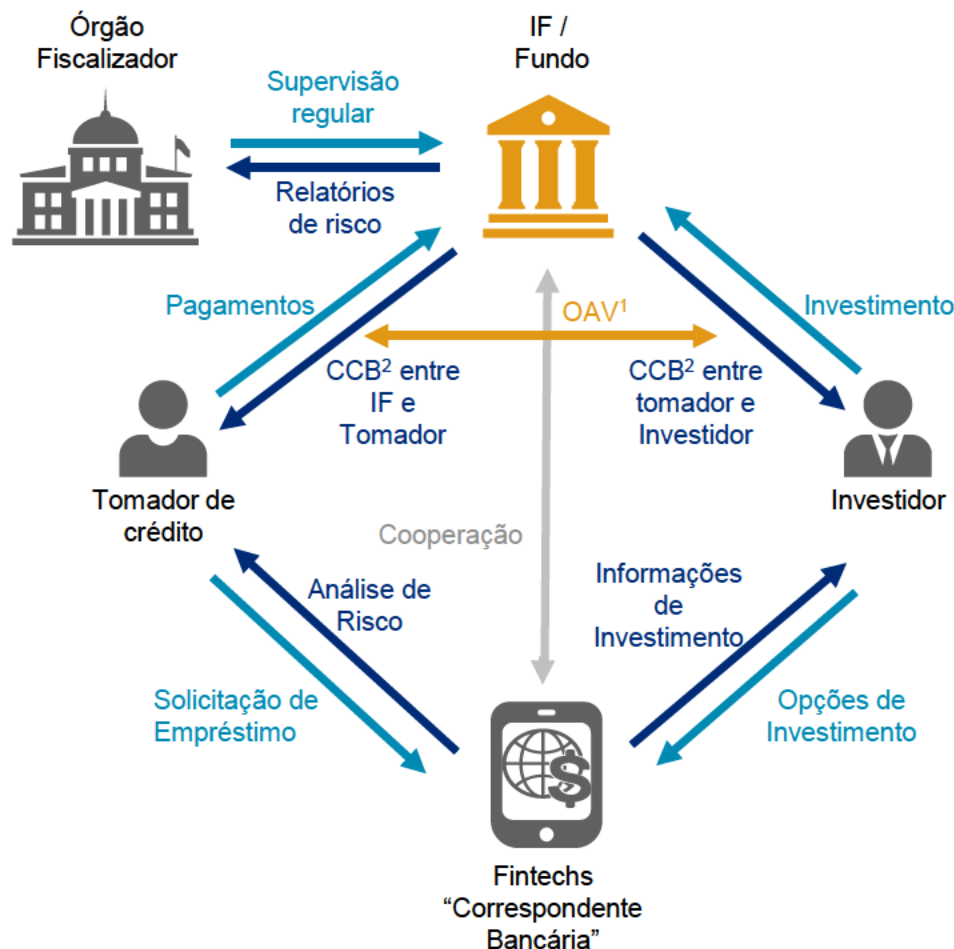 Órgão
Fiscalizador
IF /
Fundo
Supervisão
regular
Relatórios
de risco
Pagamentos
OAV¹
Investimento
CCB² entre
IF e
Tomador
CCB² entre
tomador e
Investidor
Tomador de
crédito
Investidor
Cooperação
Análise de
Risco
Informações
de
Investimento
Solicitação de
Empréstimo
Opções de
Investimento
$
Fintechs
“Correspondente
Bancária”